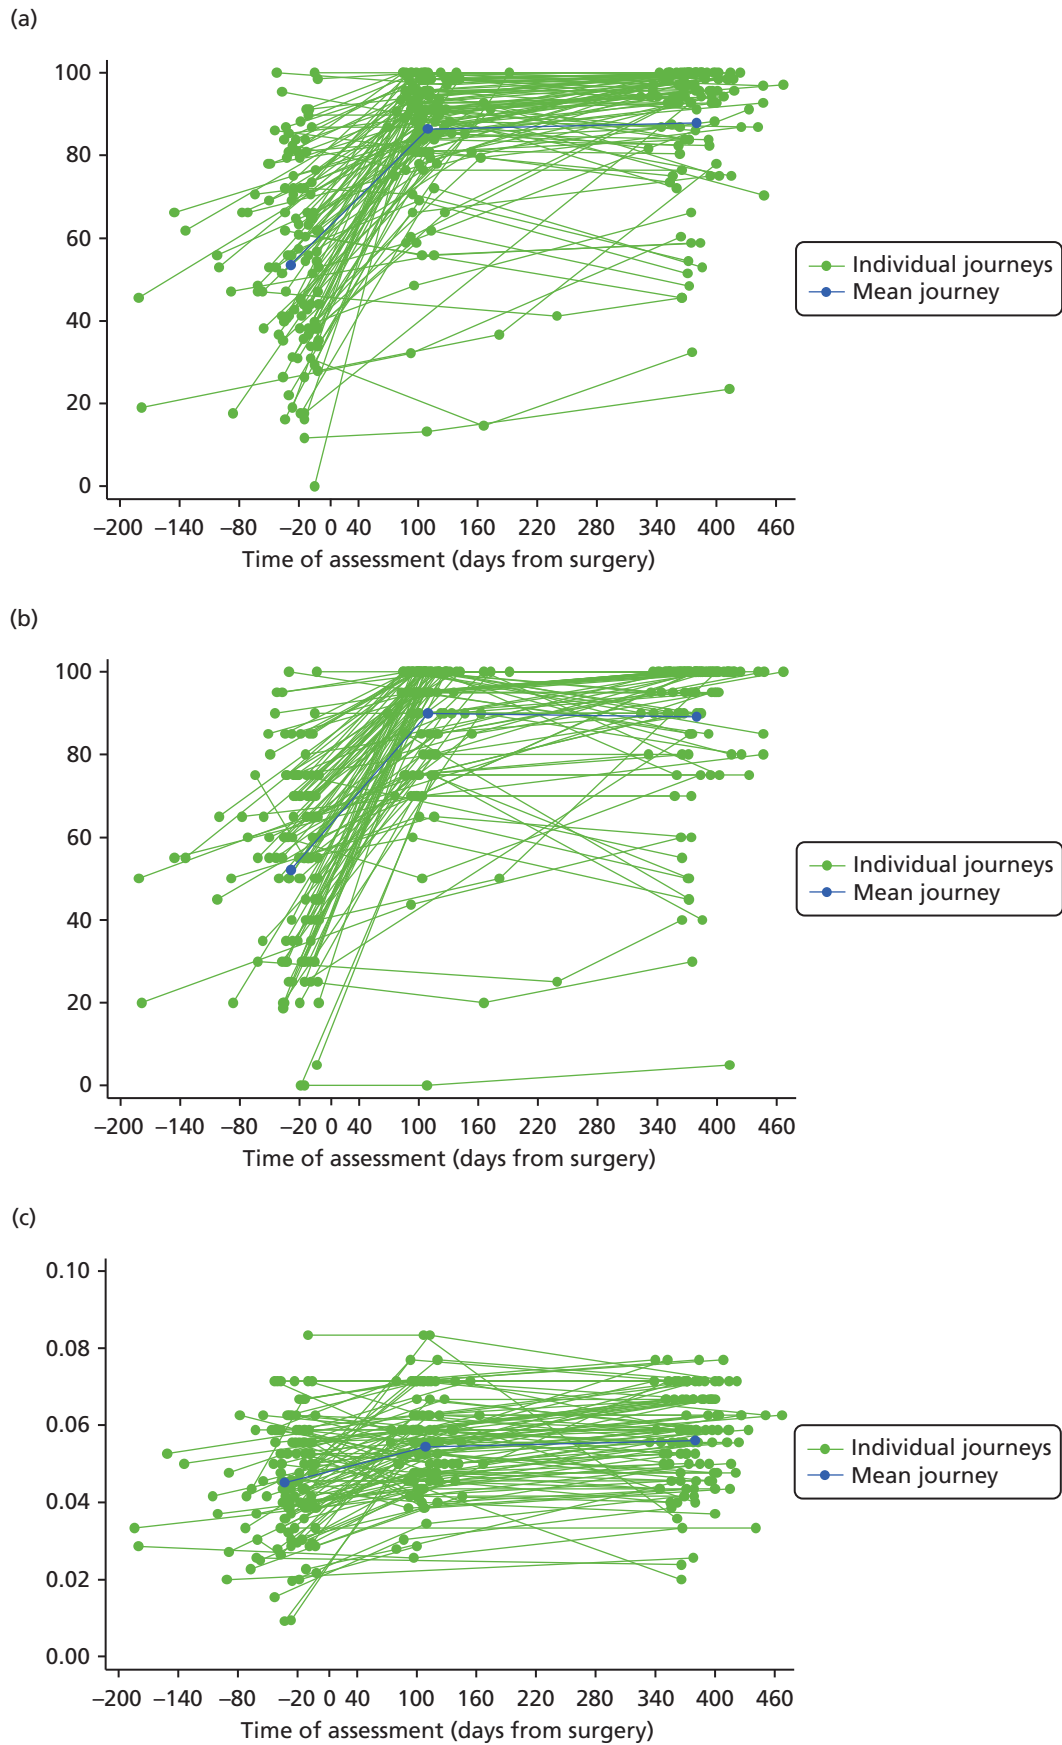 (a)
100
80
60
40
20
0
–200 –140 –80 –20 0 40 100 160 220 280 340 400 460
Time of assessment (days from surgery)
Individual journeys
Mean journey
(b)
100
80
60
40
20
0
–200 –140 –80 –20 0 40 100 160 220 280 340 400 460
Time of assessment (days from surgery)
Individual journeys
Mean journey
(c)
0.10
0.08
0.06
0.04
0.02
0.00
–200 –140 –80 –20 0 40 100 160 220 280 340 400 460
Time of assessment (days from surgery)
Individual journeys
Mean journey